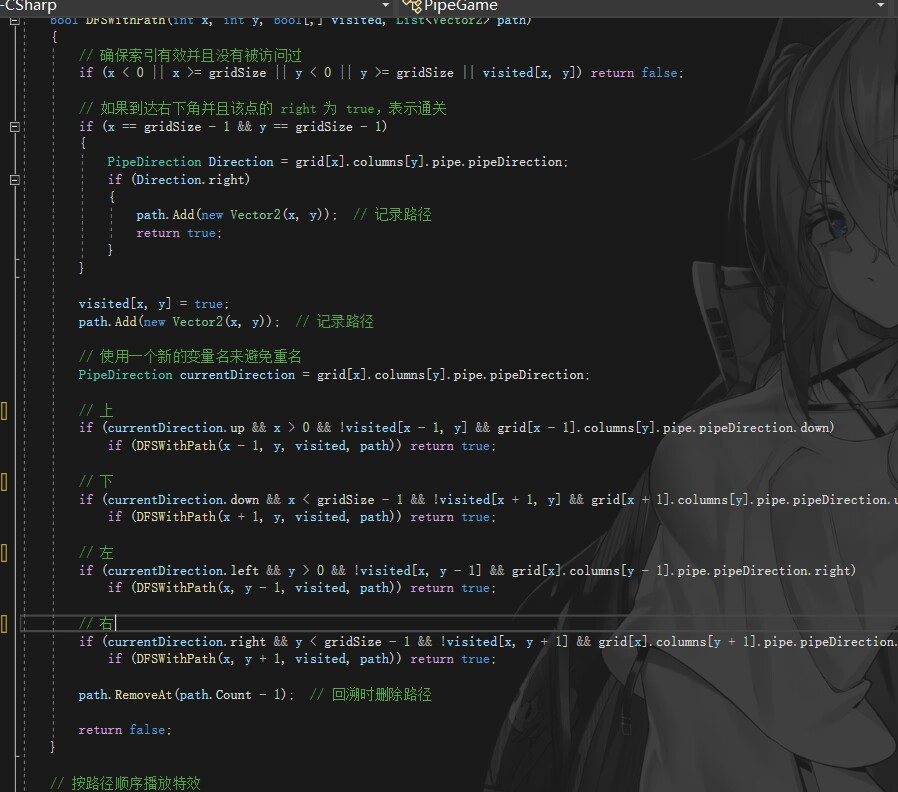 -CSharp
PipeGame
bool DFSWithPath(int x, int y, bool[,] visited, List<Vector2> path)
{
// 确保索引有效并且没有被访问过
if (x < 0 || x >= gridSize || y < 0 || y >= gridSize || visited[x, y]) return false;
// 如果到达右下角并且该点的 right 为 true，表示通关
if (x == gridSize - 1 && y == gridSize - 1)
{
PipeDirection Direction = grid[x].columns[y].pipe.pipeDirection;
if (Direction.right)
{
path.Add(new Vector2(x, y)); // 记录路径
return true;
}
}
visited[x, y] = true;
path.Add(new Vector2(x, y)); // 记录路径
// 使用一个新的变量名来避免重名
PipeDirection currentDirection = grid[x].columns[y].pipe.pipeDirection;
// 上
if (currentDirection.up && x > 0 && !visited[x - 1, y] && grid[x - 1].columns[y].pipe.pipeDirection.down)
if (DFSWithPath(x - 1, y, visited, path)) return true;
// 下
if (currentDirection.down && x < gridSize - 1 && !visited[x + 1, y] && grid[x + 1].columns[y].pipe.pipeDirection.u
if (DFSWithPath(x + 1, y, visited, path)) return true;
// 左
if (currentDirection.left && y > 0 && !visited[x, y - 1] && grid[x].columns[y - 1].pipe.pipeDirection.right)
if (DFSWithPath(x, y - 1, visited, path)) return true;
// 右
if (currentDirection.right && y < gridSize - 1 && !visited[x, y + 1] && grid[x].columns[y + 1].pipe.pipeDirection.
if (DFSWithPath(x, y + 1, visited, path)) return true;
path.RemoveAt(path.Count - 1); // 回溯时删除路径
return false;
}
// 按路径顺序播放特效